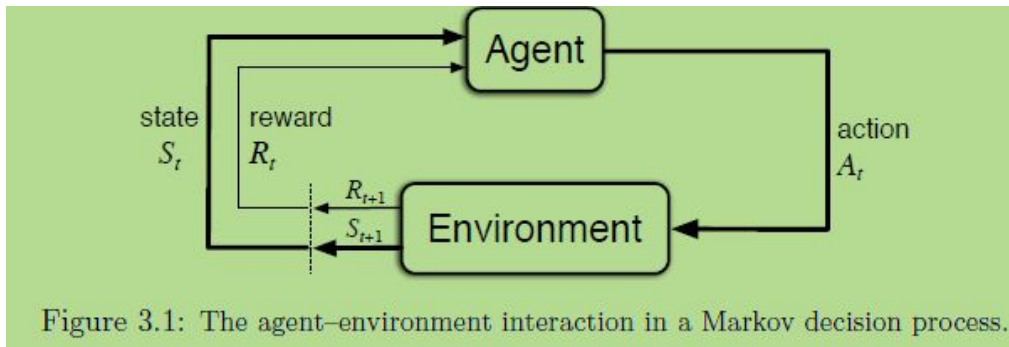 Agent
state
S_t
reward
R_t
action
A_t
R_{t+1}
S_{t+1}
Environment
Figure 3.1: The agent–environment interaction in a Markov decision process.